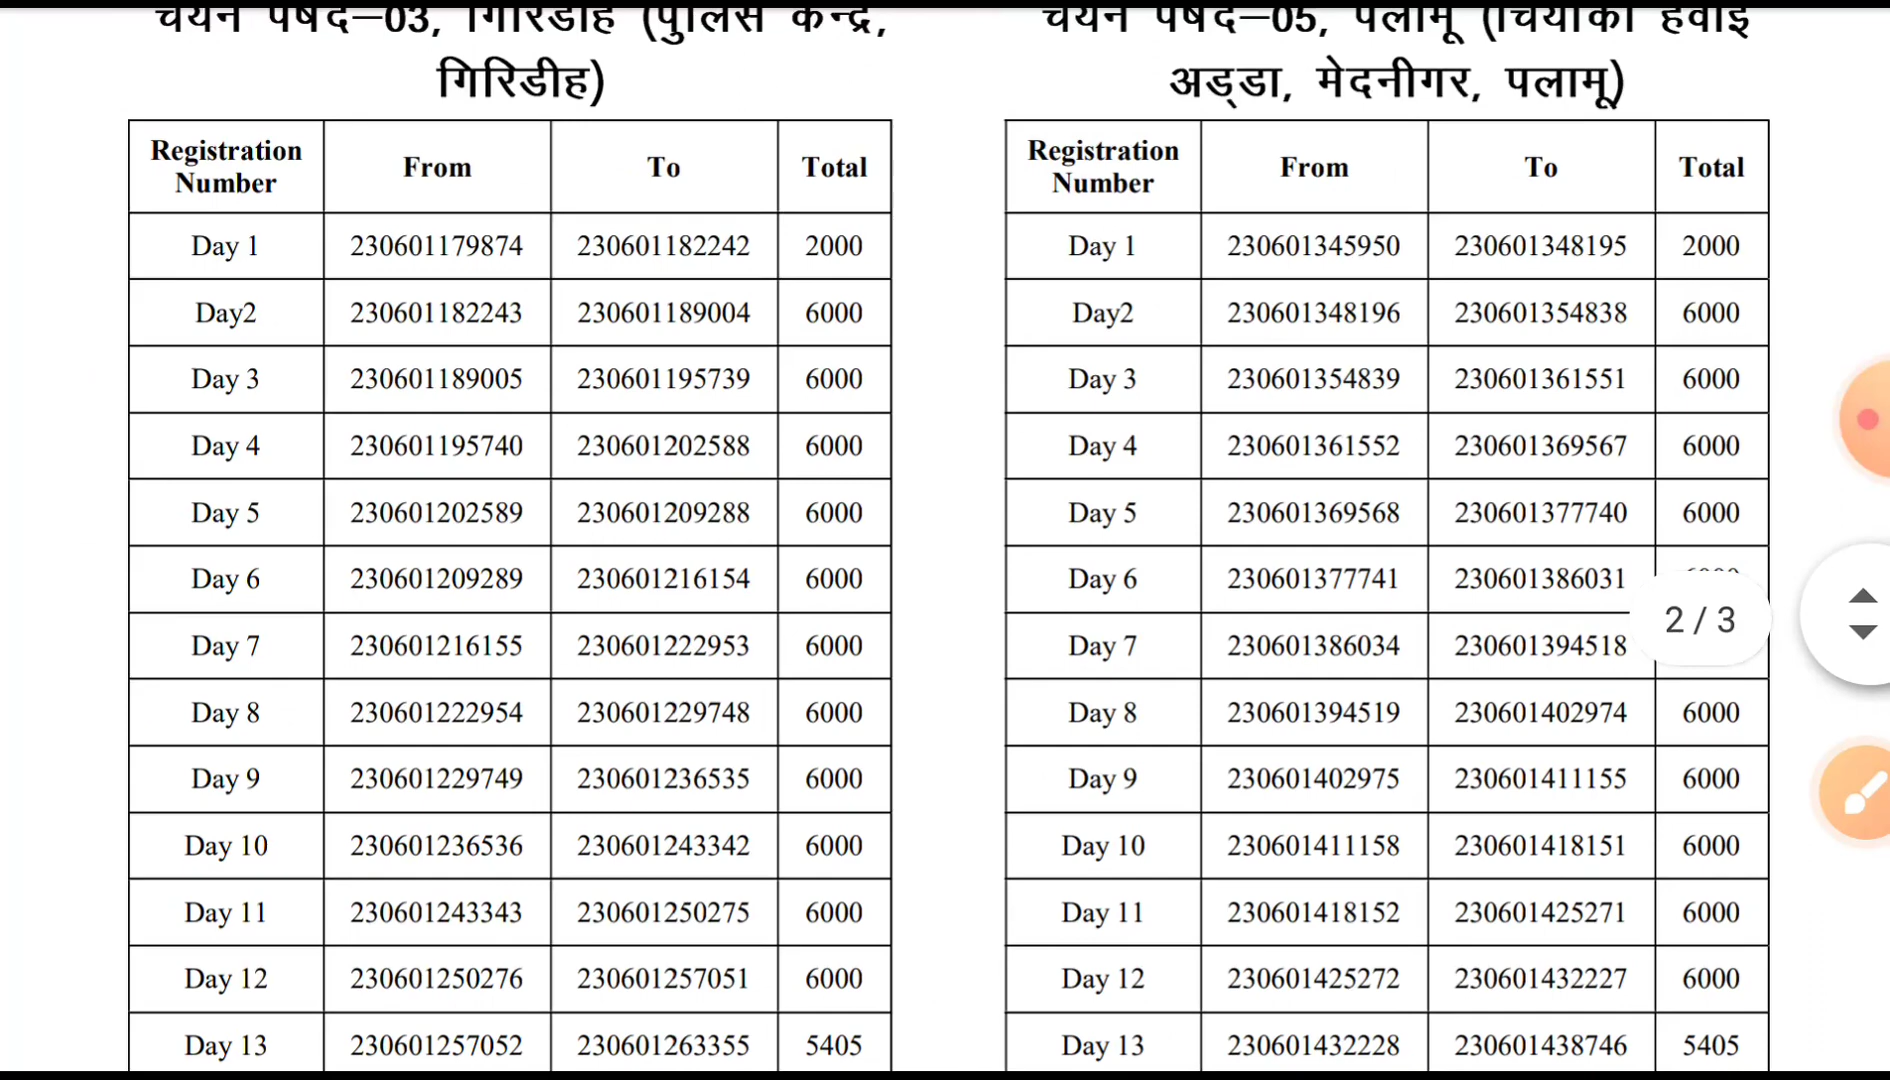 चयन पर्षद–03, गिरिडीह (पुलिस केन्द्र,
गिरिडीह)
Registration Number From To Total
Day 1 230601179874 230601182242 2000
Day2 230601182243 230601189004 6000
Day 3 230601189005 230601195739 6000
Day 4 230601195740 230601202588 6000
Day 5 230601202589 230601209288 6000
Day 6 230601209289 230601216154 6000
Day 7 230601216155 230601222953 6000
Day 8 230601222954 230601229748 6000
Day 9 230601229749 230601236535 6000
Day 10 230601236536 230601243342 6000
Day 11 230601243343 230601250275 6000
Day 12 230601250276 230601257051 6000
Day 13 230601257052 230601263355 5405
चयन पर्षद–05, पलामू (चियांकी हवाई
अड्डा, मेदनीगर, पलामू)
Registration Number From To Total
Day 1 230601345950 230601348195 2000
Day2 230601348196 230601354838 6000
Day 3 230601354839 230601361551 6000
Day 4 230601361552 230601369567 6000
Day 5 230601369568 230601377740 6000
Day 6 230601377741 230601386031
Day 7 230601386034 230601394518
Day 8 230601394519 230601402974 6000
Day 9 230601402975 230601411155 6000
Day 10 230601411158 230601418151 6000
Day 11 230601418152 230601425271 6000
Day 12 230601425272 230601432227 6000
Day 13 230601432228 230601438746 5405
2 / 3